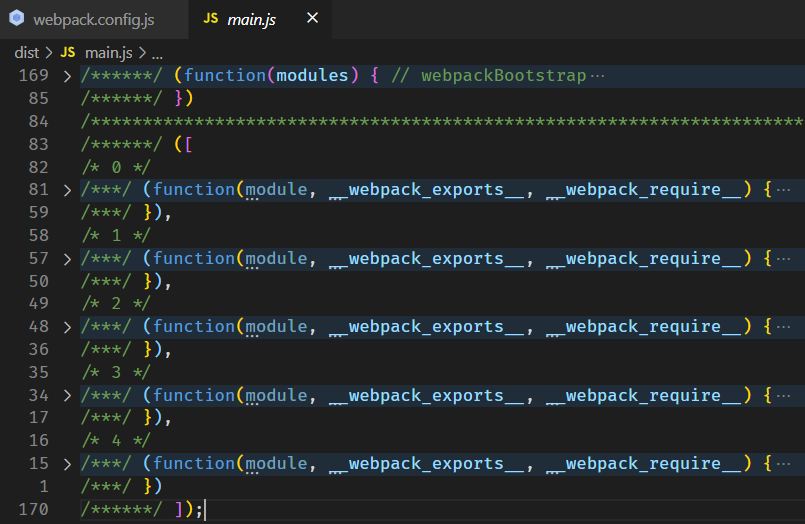 webpack.config.js JS main.js ×
dist > JS main.js > ...
169 > /******/ (function(modules) { // webpackBootstrap···
85 /******/ })
84 /************************************************************************
83 /******/ ([
82 /* 0 */
81 > /***/ (function(module, __webpack_exports__, __webpack_require__) {···
59 /***/ }),
58 /* 1 */
57 > /***/ (function(module, __webpack_exports__, __webpack_require__) {···
50 /***/ }),
49 /* 2 */
48 > /***/ (function(module, __webpack_exports__, __webpack_require__) {···
36 /***/ }),
35 /* 3 */
34 > /***/ (function(module, __webpack_exports__, __webpack_require__) {···
17 /***/ }),
16 /* 4 */
15 > /***/ (function(module, __webpack_exports__, __webpack_require__) {···
1 /***/ })
170 /******/ ]);